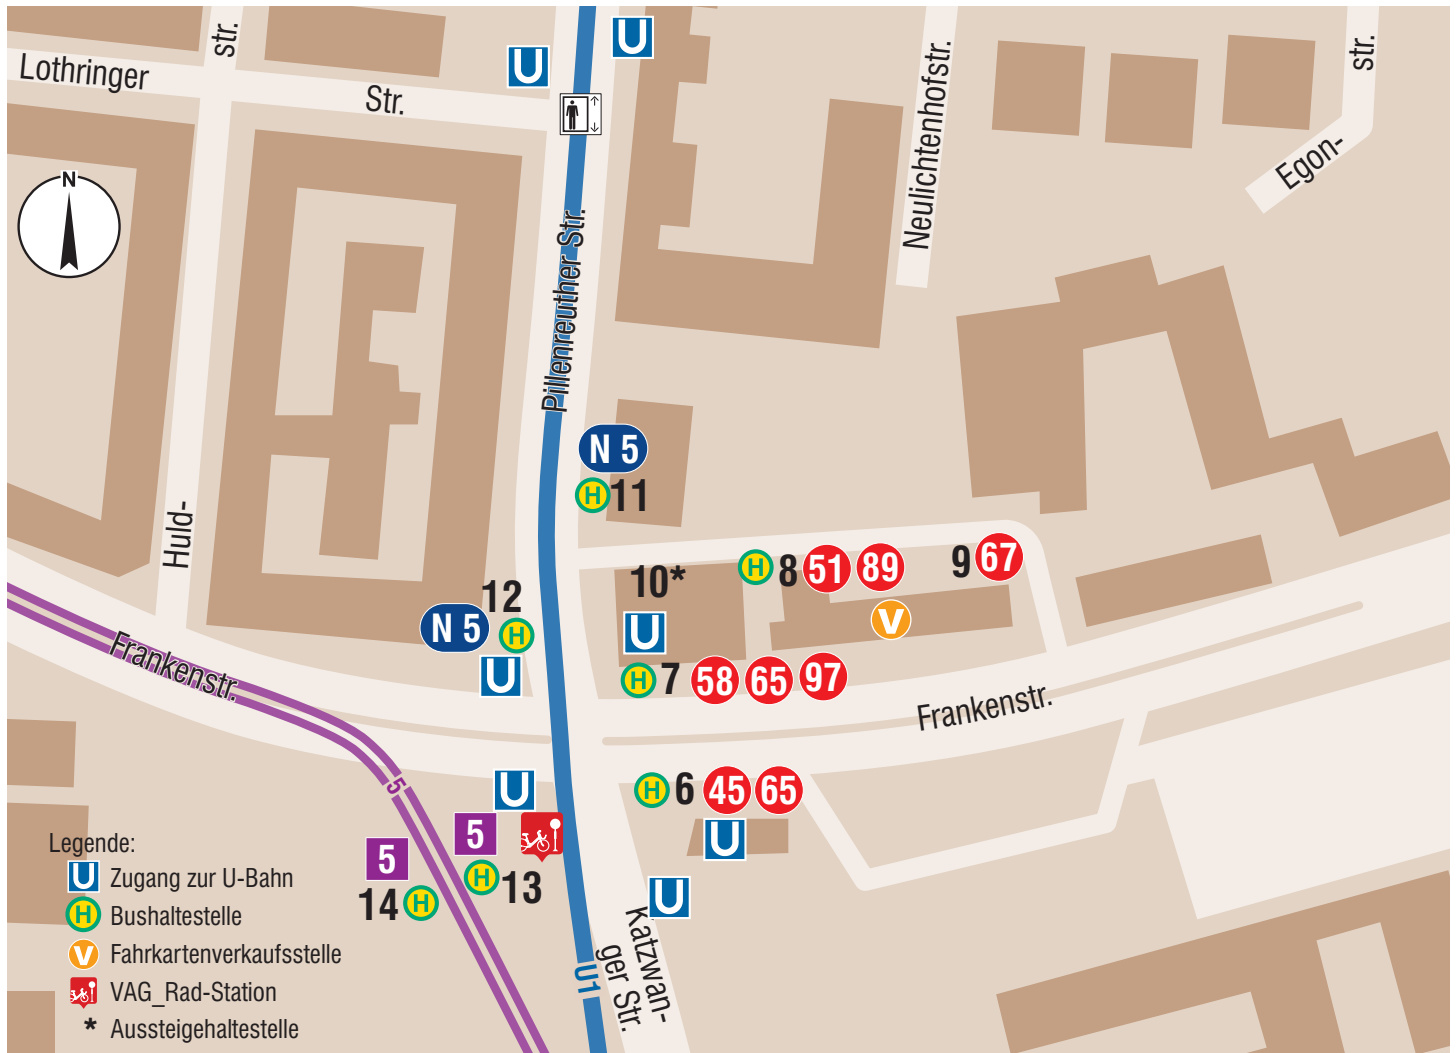 U
U
str.
Lothringer
Str.
Neulichtenhofstr.
str.
Egon-
N
Pillenreuther Str.
N 5
H 11
Huld-
10*
H 8 51 89
9 67
12
N 5
H
U
U
V
H 7 58 65 97
Frankenstr.
Frankenstr.
5
U
H 6 45 65
U
5
5
H 13
14 H
U
Katzwan-
ger Str.
U1
Legende:
U Zugang zur U-Bahn
H Bushaltestelle
V Fahrkartenverkaufsstelle
VAG_Rad-Station
* Aussteigehaltestelle